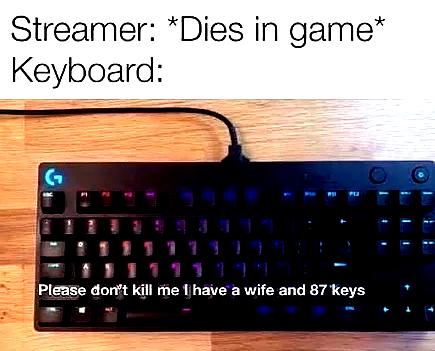 Streamer: *Dies in game*
Keyboard:
Please don't kill me I have a wife and 87 keys